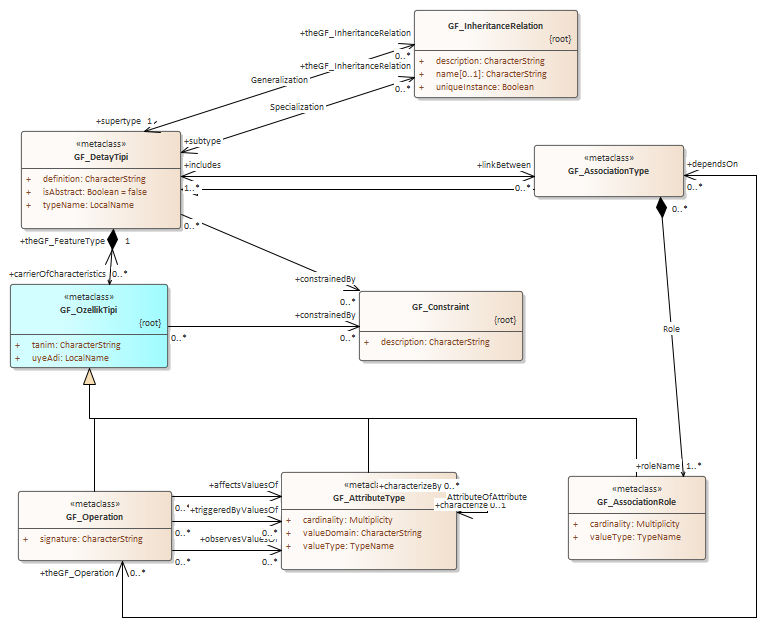 GF_InheritanceRelation
{root}
+ description: CharacterString
+ name[0..1]: CharacterString
+ uniqueInstance: Boolean
+theGF_InheritanceRelation
0..*
+theGF_InheritanceRelation
0..*
Generalization
Specialization
+supertype 1
+subtype
«metaclass»
GF_DetayTipi
+ definition: CharacterString
+ isAbstract: Boolean = false
+ typeName: LocalName
+includes
1..*
+linkBetween
0..*
«metaclass»
GF_AssociationType
+dependsOn
0..*
0..*
0..*
+theGF_FeatureType 1
+carrierOfCharacteristics 0..*
+constrainedBy
0..*
«metaclass»
GF_OzellikTipi
{root}
+ tanim: CharacterString
+ uyeAdi: LocalName
+constrainedBy
0..*
0..*
GF_Constraint
{root}
+ description: CharacterString
Role
+roleName 1..*
«metaclass»
GF_Operation
+ signature: CharacterString
+affectsValuesOf
0..*
+triggeredByValuesOf
0..*
0..*
+observesValuesOf
0..*
0..*
+theGF_Operation 0..*
+characterizeBy 0..*
GF_AttributeType
AttributeOfAttribute
+characterize 0..1
+ cardinality: Multiplicity
+ valueDomain: CharacterString
+ valueType: TypeName
«metaclass»
GF_AssociationRole
+ cardinality: Multiplicity
+ valueType: TypeName